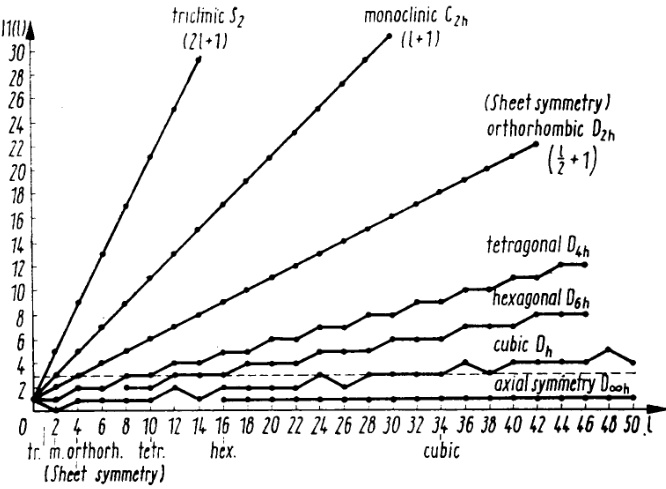 M(l)
triclinic S2
(2l+1)
monoclinic C2h
(l+1)
(Sheet symmetry)
orthorhombic D2h
(l/2 +1)
tetragonal D4h
hexagonal D6h
cubic Dh
axial symmetry D∞h
30
28
26
24
22
20
18
16
14
12
10
8
6
4
2
0 2 4 6 8 10 12 14 16 18 20 22 24 26 28 30 32 34 36 38 40 42 44 46 48 50 l
tr. m. orthorh. tetr. hex. cubic
(Sheet symmetry)